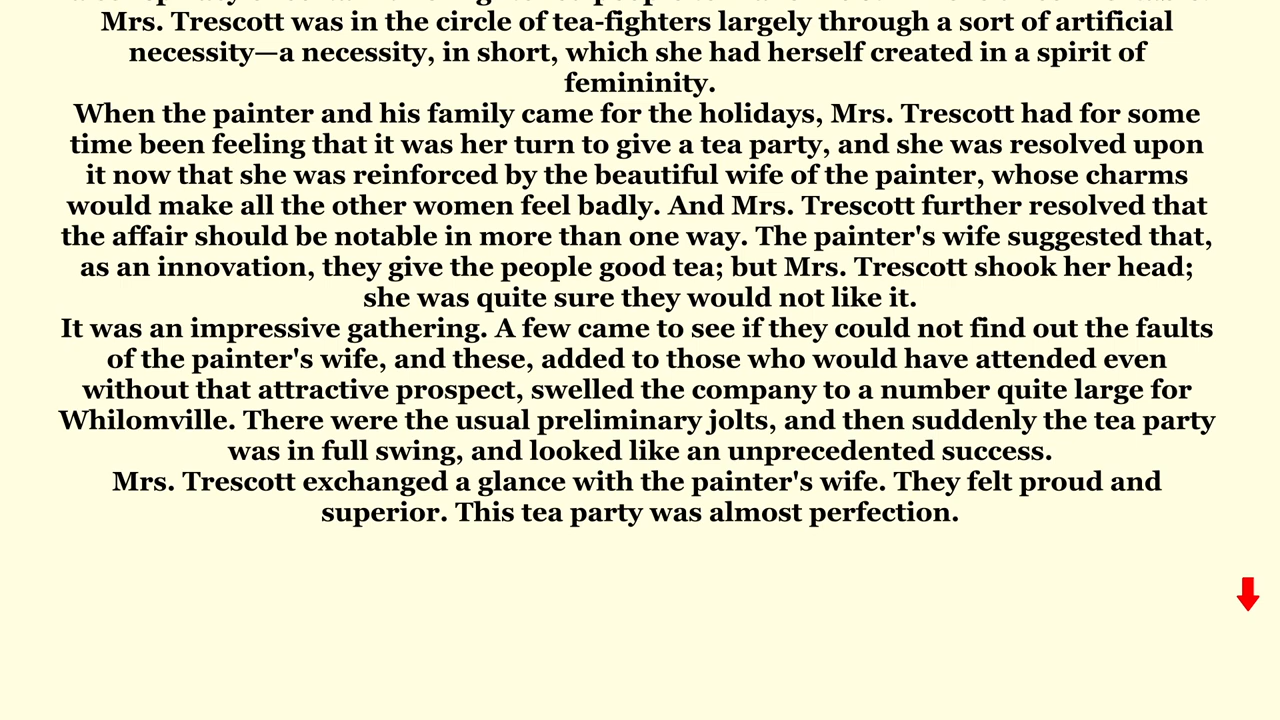 Mrs. Trescott was in the circle of tea-fighters largely through a sort of artificial
necessity—a necessity, in short, which she had herself created in a spirit of
femininity.
When the painter and his family came for the holidays, Mrs. Trescott had for some
time been feeling that it was her turn to give a tea party, and she was resolved upon
it now that she was reinforced by the beautiful wife of the painter, whose charms
would make all the other women feel badly. And Mrs. Trescott further resolved that
the affair should be notable in more than one way. The painter's wife suggested that,
as an innovation, they give the people good tea; but Mrs. Trescott shook her head;
she was quite sure they would not like it.
It was an impressive gathering. A few came to see if they could not find out the faults
of the painter's wife, and these, added to those who would have attended even
without that attractive prospect, swelled the company to a number quite large for
Whilomville. There were the usual preliminary jolts, and then suddenly the tea party
was in full swing, and looked like an unprecedented success.
Mrs. Trescott exchanged a glance with the painter's wife. They felt proud and
superior. This tea party was almost perfection.